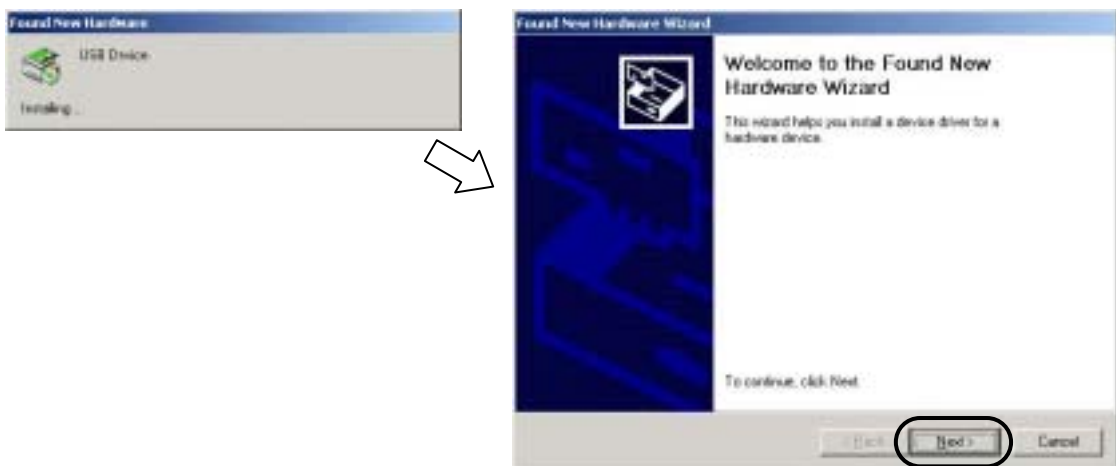 Found New Hardware
USB Device
Installing...
Found New Hardware Wizard
Welcome to the Found New
Hardware Wizard
This wizard helps you install a device driver for a
hardware device.
To continue, click Next.
< Back
Next >
Cancel